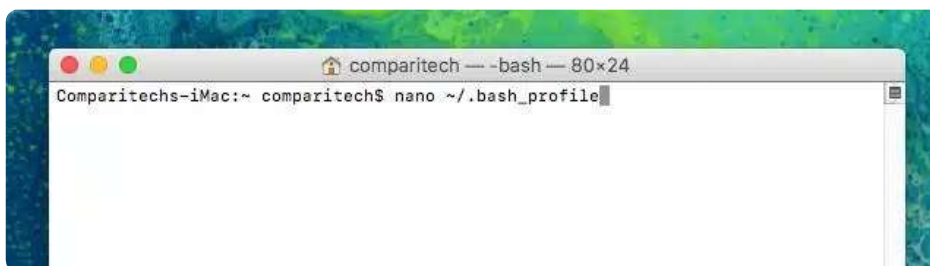 comparitech — -bash — 80×24
Comparitechs-iMac:~ comparitech$ nano ~/.bash_profile